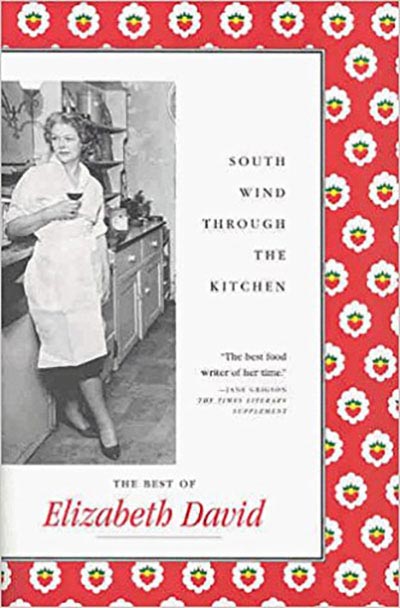 SOUTH
WIND
THROUGH
THE
KITCHEN
"The best food
writer of her time."
—JANE GRIGSON
THE TIMES LITERARY
SUPPLEMENT
THE BEST OF
Elizabeth David